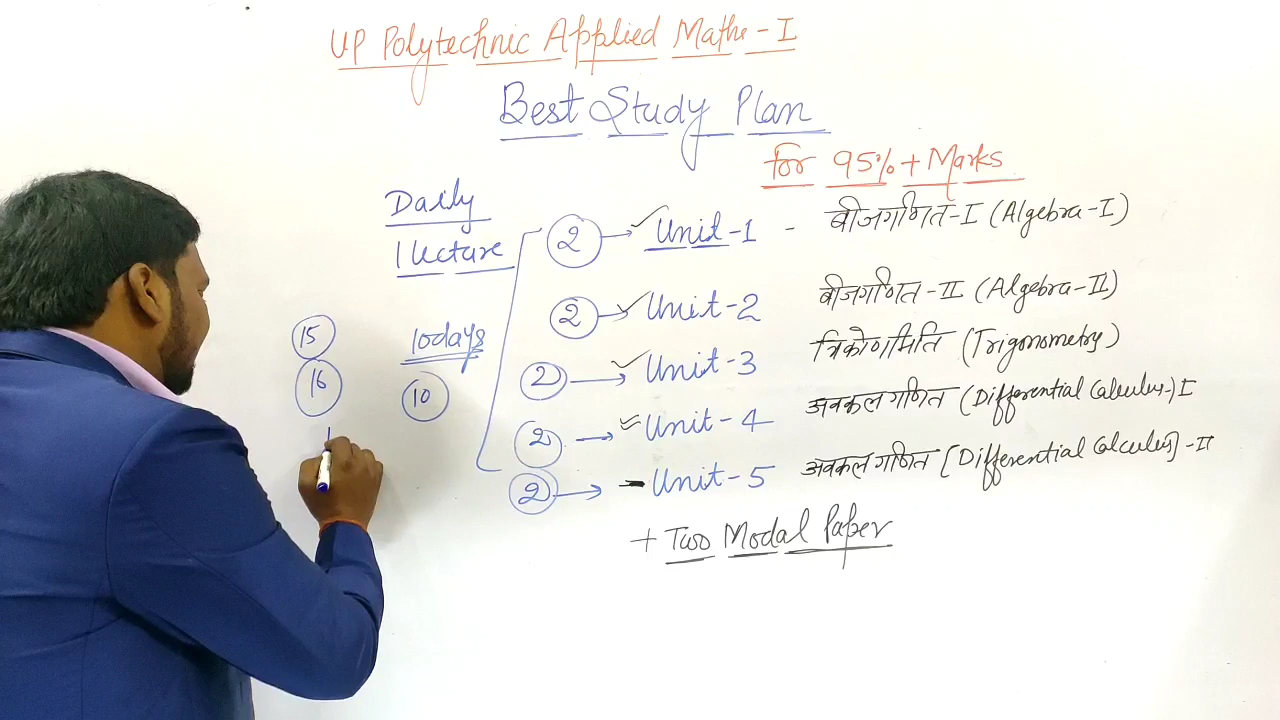 UP Polytechnic Applied Maths-I
Best Study Plan
for 95%+ Marks
Daily
1 lecture
2 → Unit-1 - बीजगणित-I (Algebra-I)
2 → Unit-2 बीजगणित-II (Algebra-II)
15
10days
2 → Unit-3 त्रिकोणमिति (Trigonometry)
16
10
2 → Unit-4 अवकल गणित (Differential Calculus-) I
2 → - Unit-5 अवकल गणित (Differential Calculus) -II
+ Two Modal Paper